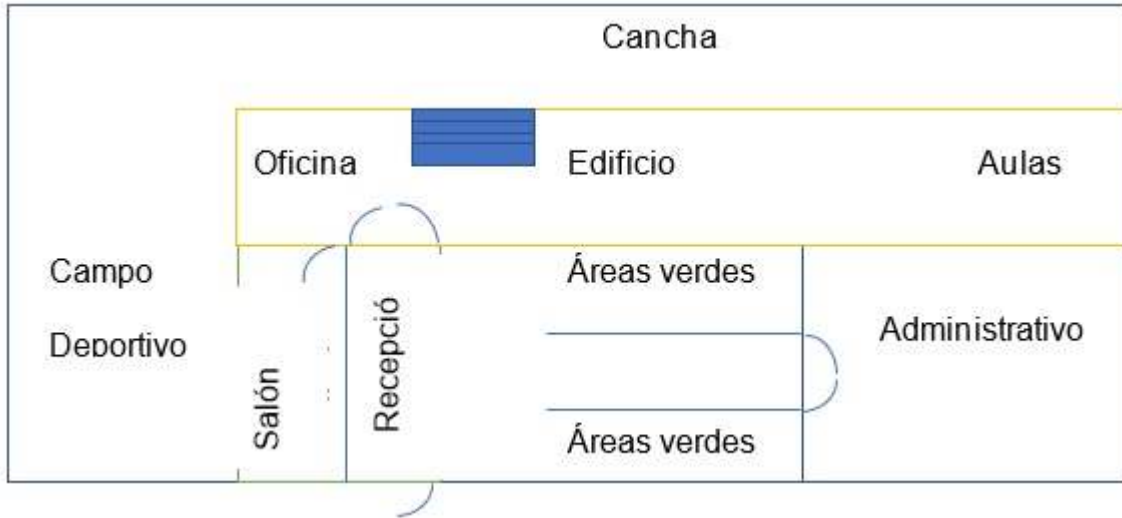 Cancha
Oficina
Edificio
Aulas
Campo
Deportivo
Áreas verdes
Administrativo
Salón
Recepció
Áreas verdes